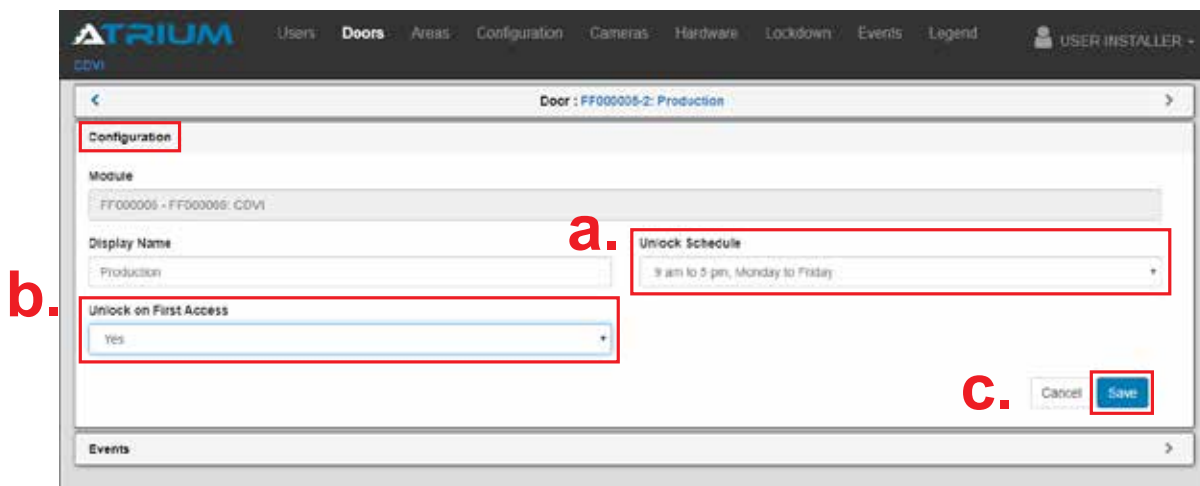 ATRIUM Users Doors Areas Configuration Cameras Hardware Lockdown Events Legend USER INSTALLER
CDVI
Door : FF000005-2: Production
Configuration
Module
CDVI
a.
Display Name Unlock Schedule
Production 9 am to 5 pm, Monday to Friday
b.
Unlock on First Access
Yes
c.
Cancel Save
Events